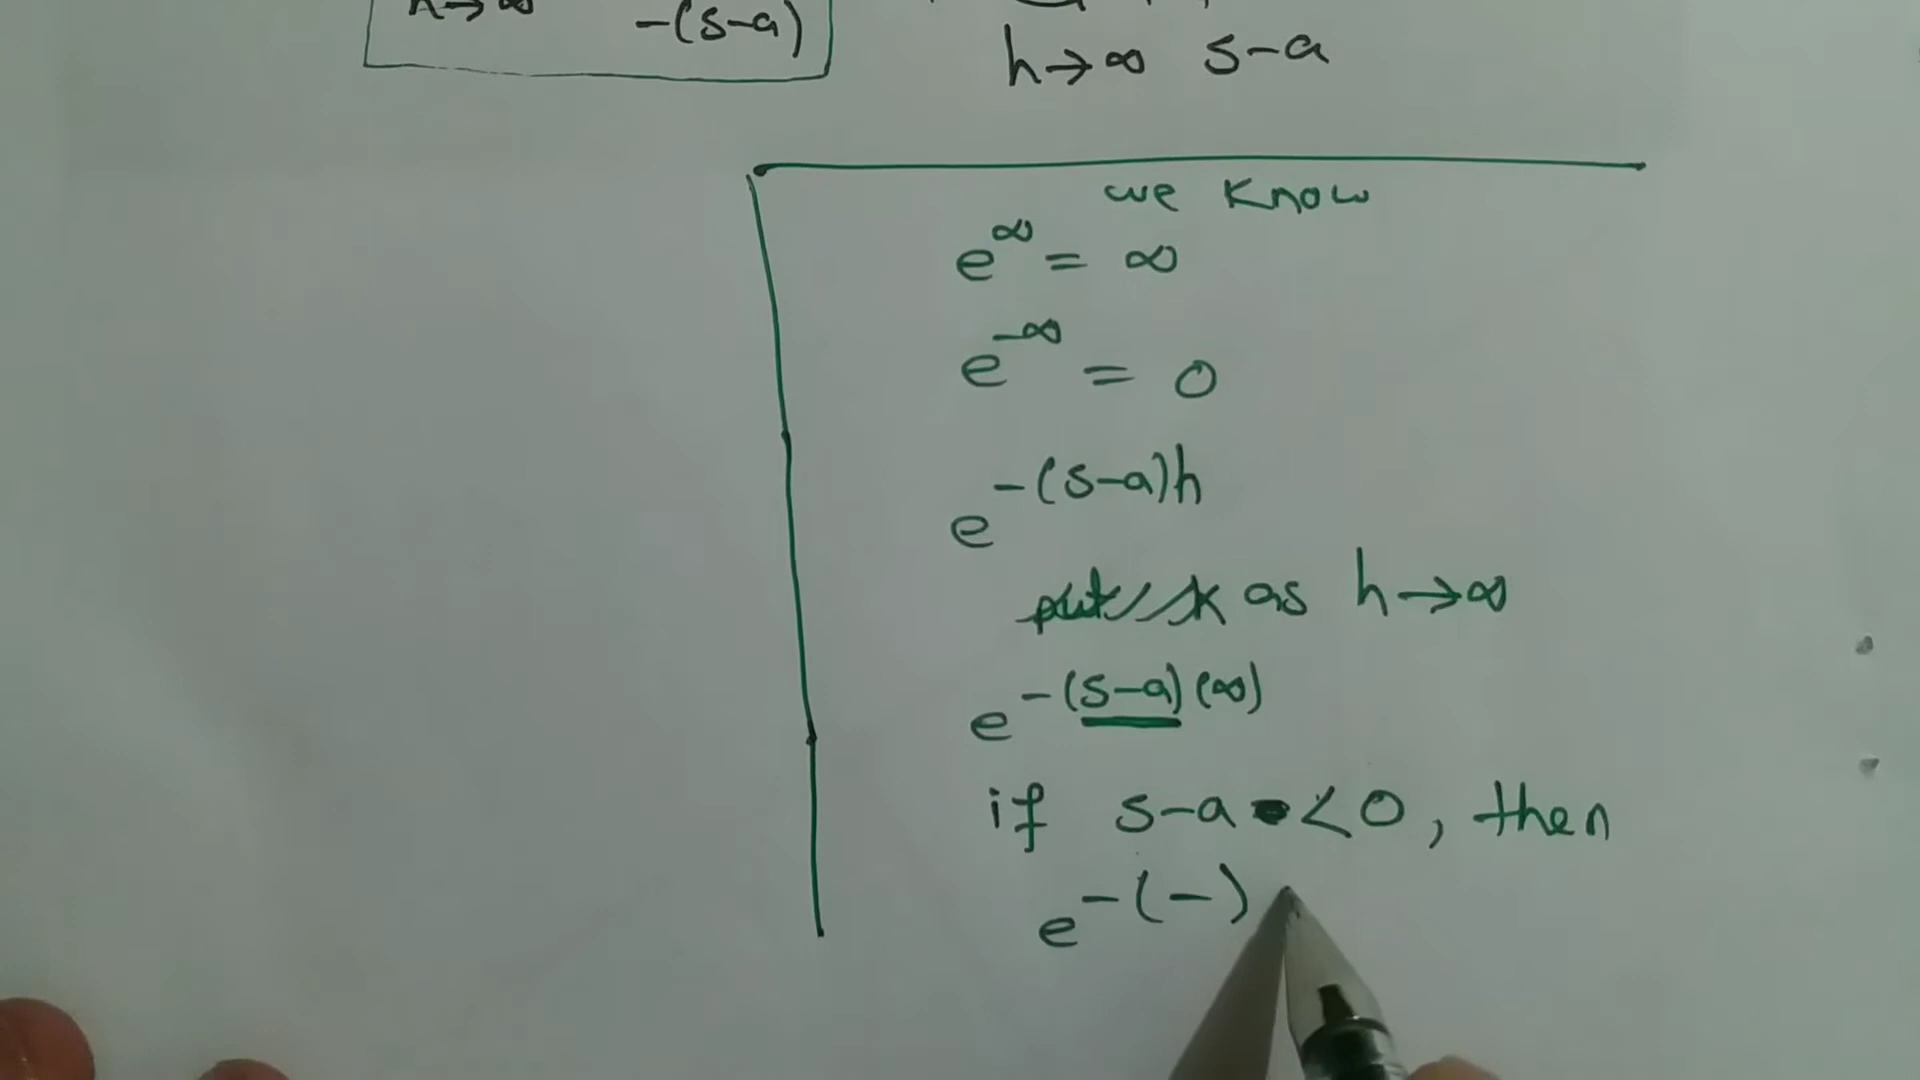 h→∞ -(s-a)
h→∞ s-a
we know
e^∞ = ∞
e^-∞ = 0
e^-(s-a)h
as h→∞
e^-(s-a)(∞)
if s-a <0, then
e^-(-)